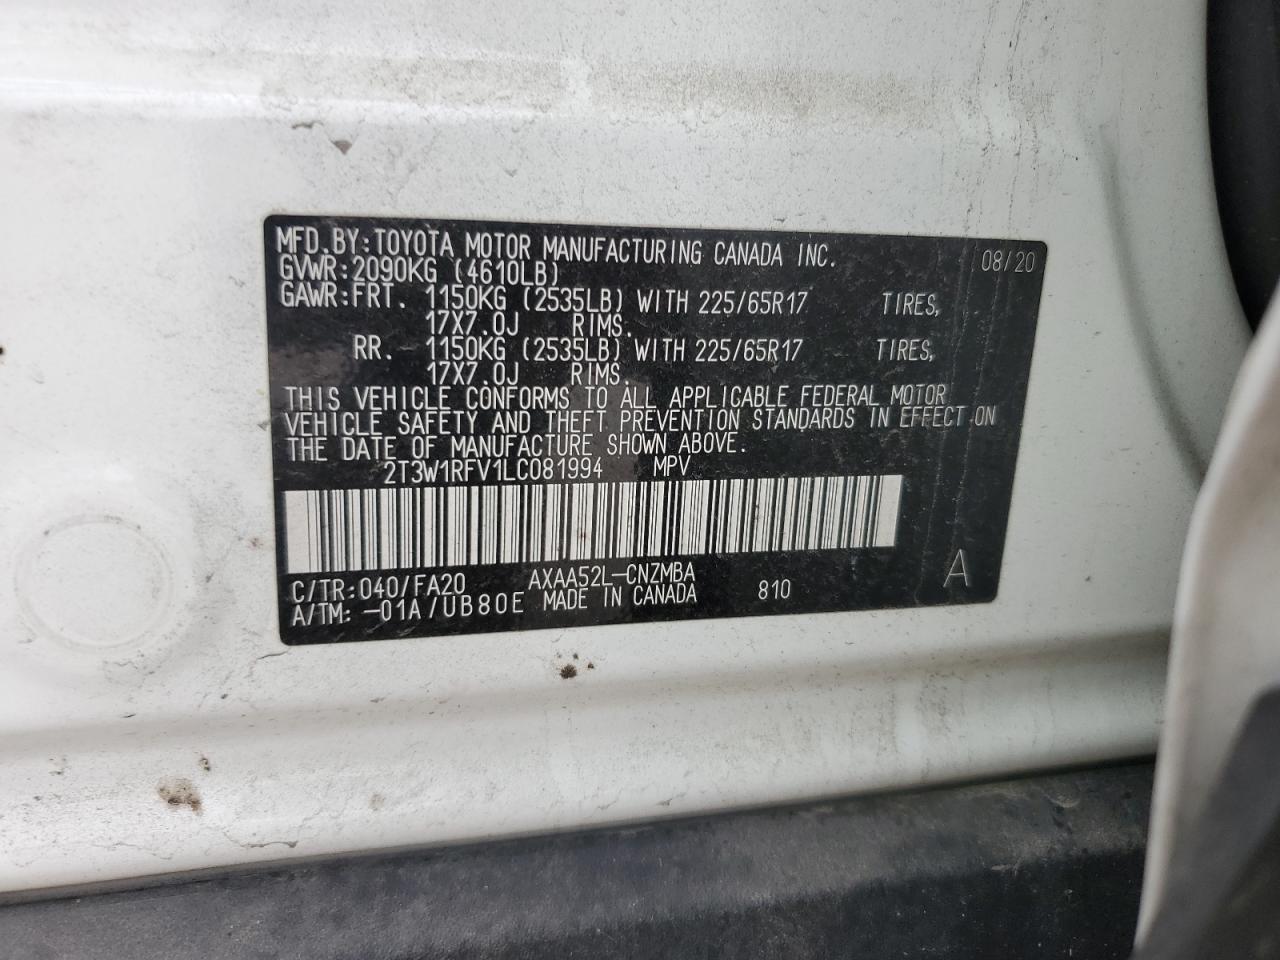 MFD.BY:TOYOTA MOTOR MANUFACTURING CANADA INC. 08/20
GVWR:2090KG (4610LB)
GAWR:FRT. 1150KG (2535LB) WITH 225/65R17 TIRES,
17X7.0J RIMS.
RR. 1150KG (2535LB) WITH 225/65R17 TIRES,
17X7.0J RIMS.
THIS VEHICLE CONFORMS TO ALL APPLICABLE FEDERAL MOTOR
VEHICLE SAFETY AND THEFT PREVENTION STANDARDS IN EFFECT ON
THE DATE OF MANUFACTURE SHOWN ABOVE.
2T3W1RFV1LC081994 MPV
C/TR:040/FA20 AXAA52L-CNZMBA A
A/TM:-01A/UB80E MADE IN CANADA 810